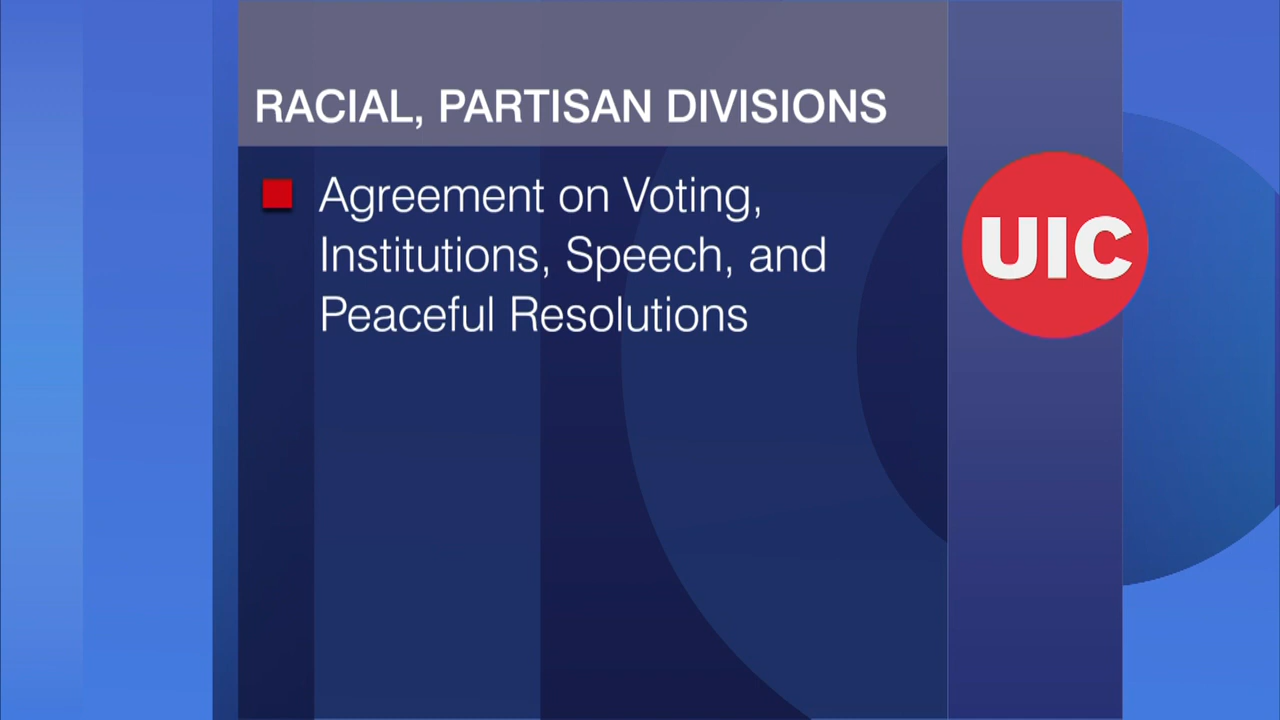 RACIAL, PARTISAN DIVISIONS
Agreement on Voting,
Institutions, Speech, and
Peaceful Resolutions
UIC